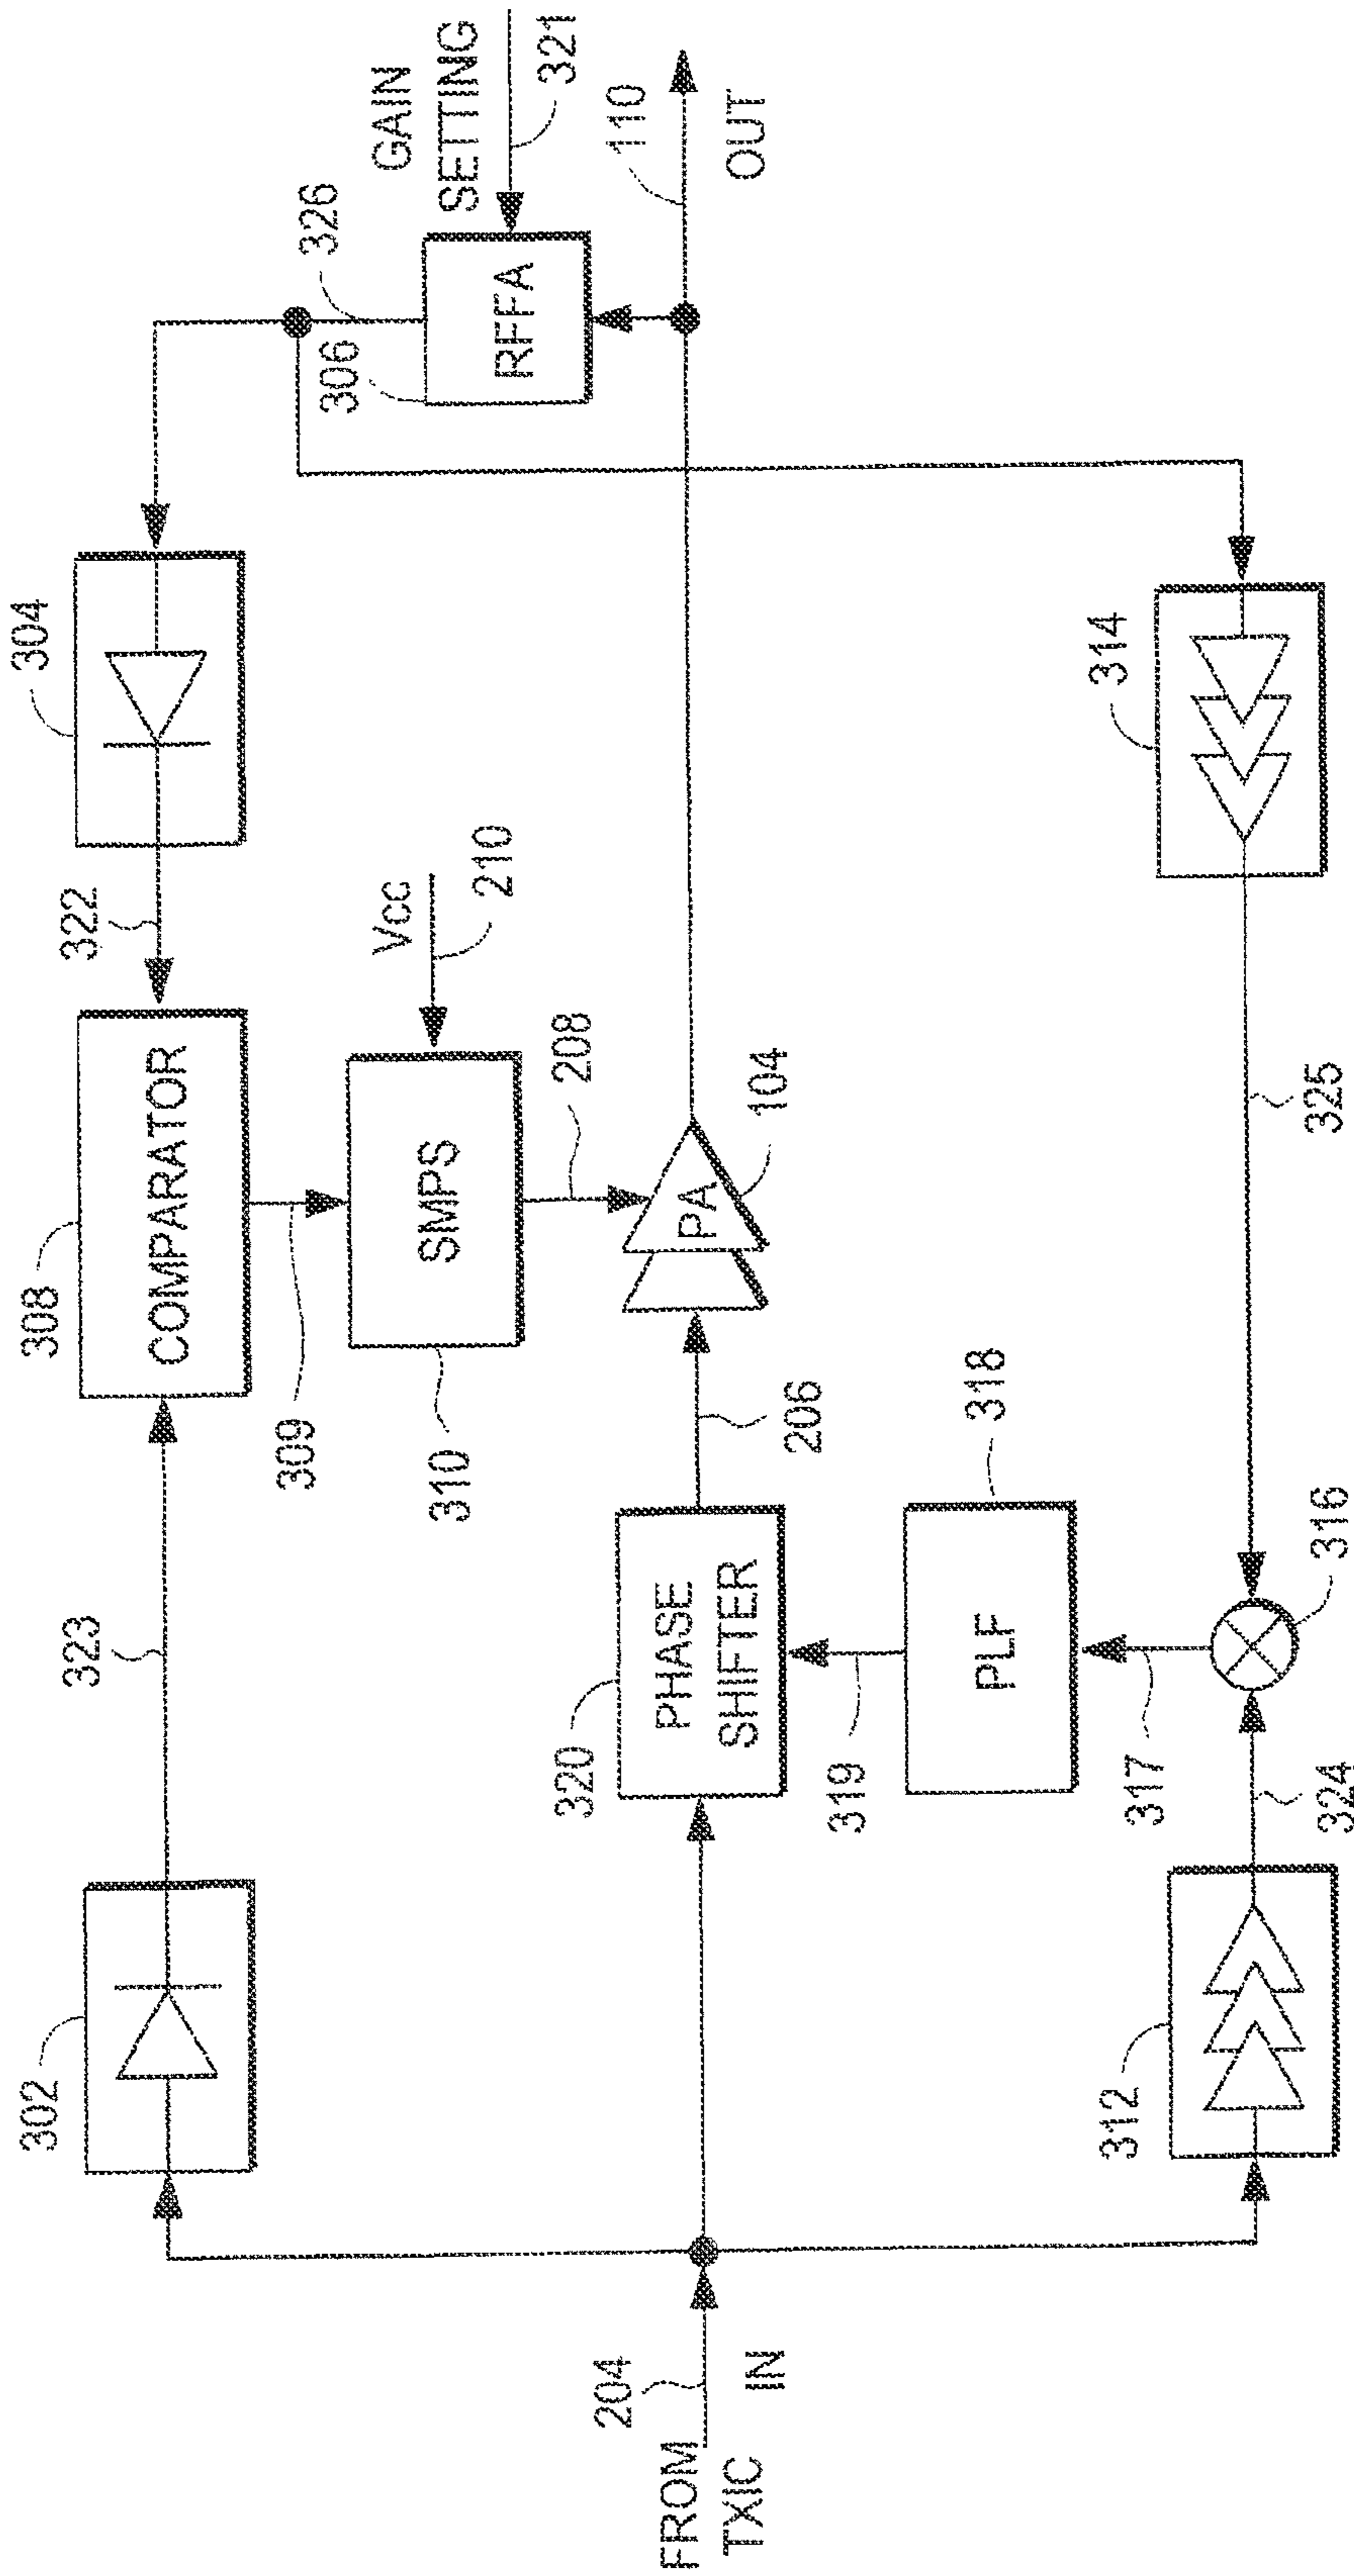 302
323
308
COMPARATOR
322
304
326
GAIN
SETTING
321
306
RFFA
309
310
SMPS
Vcc
210
208
110
OUT
FROM
TXIC
204
IN
320
PHASE
SHIFTER
206
PA
104
319
318
PLF
317
312
324
316
325
314